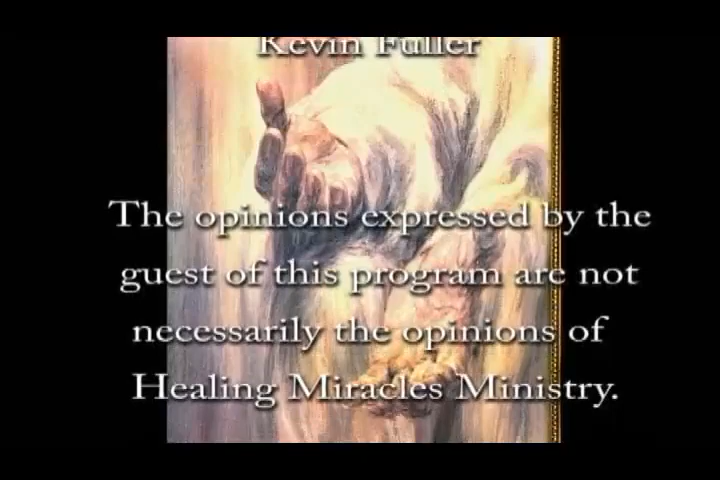 Kevin Fuller
The opinions expressed by the
guest of this program are not
necessarily the opinions of
Healing Miracles Ministry.